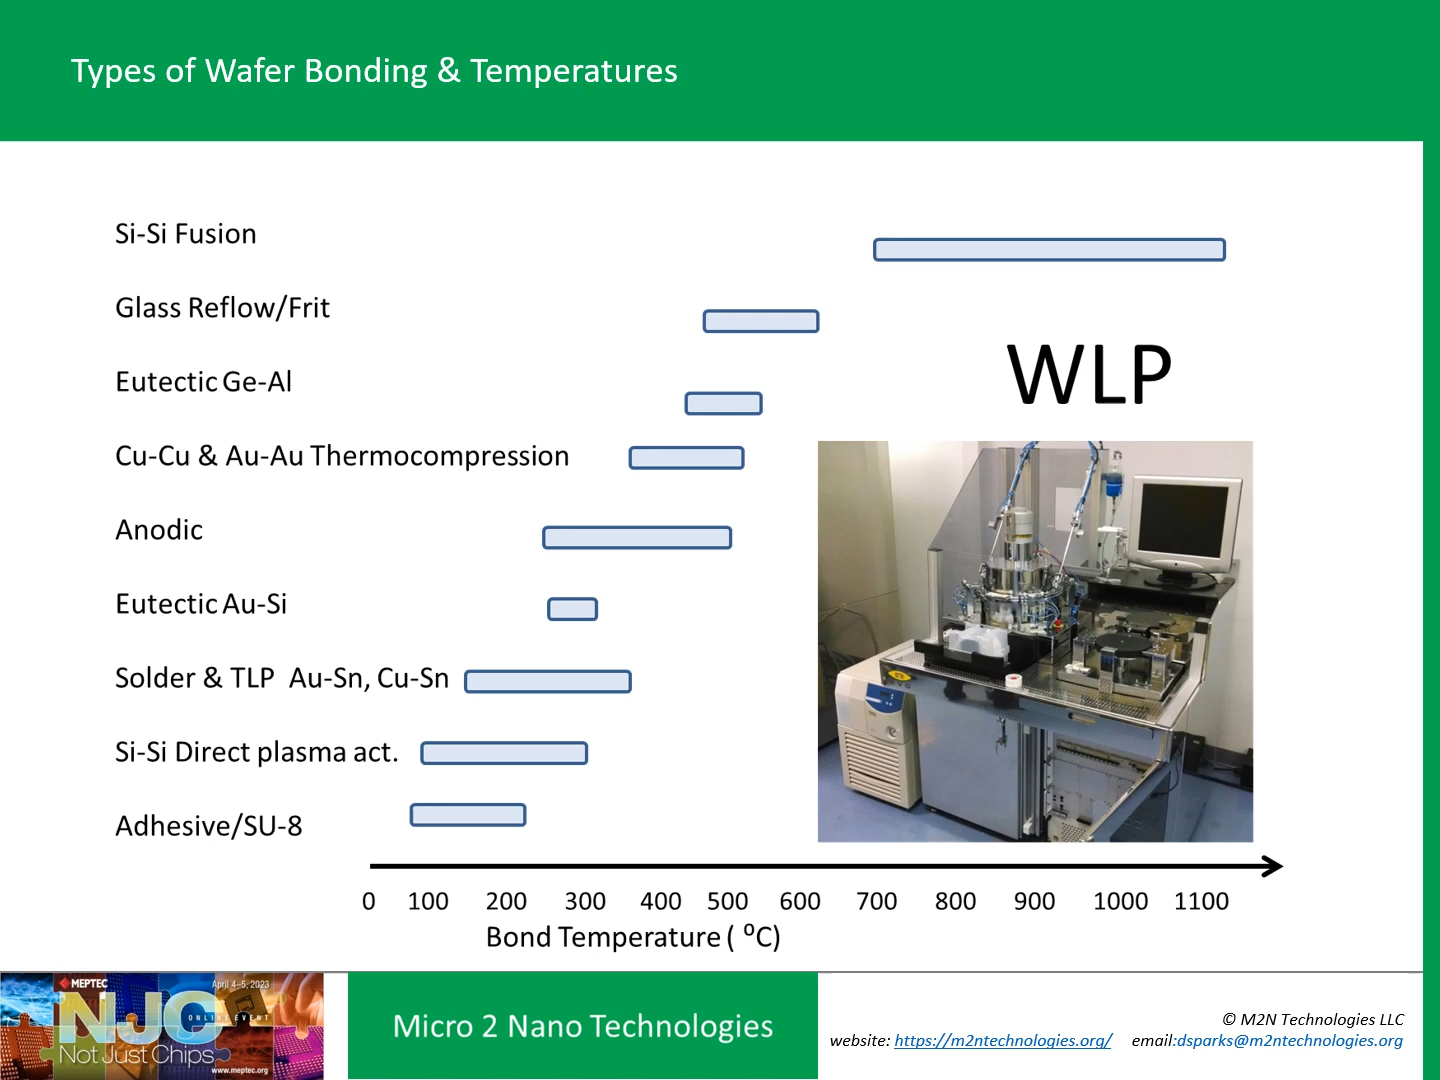 Types of Wafer Bonding & Temperatures
Si-Si Fusion
Glass Reflow/Frit
Eutectic Ge-Al
WLP
Cu-Cu & Au-Au Thermocompression
Anodic
Eutectic Au-Si
Solder & TLP Au-Sn, Cu-Sn
Si-Si Direct plasma act.
Adhesive/SU-8
0 100 200 300 400 500 600 700 800 900 1000 1100
Bond Temperature ( ⁰C)
MEPTEC
April 4-5, 2023
NJC
ONLINE EVENT
Not Just Chips
www.meptec.org
Micro 2 Nano Technologies
© M2N Technologies LLC
website: https://m2ntechnologies.org/ email:dsparks@m2ntechnologies.org